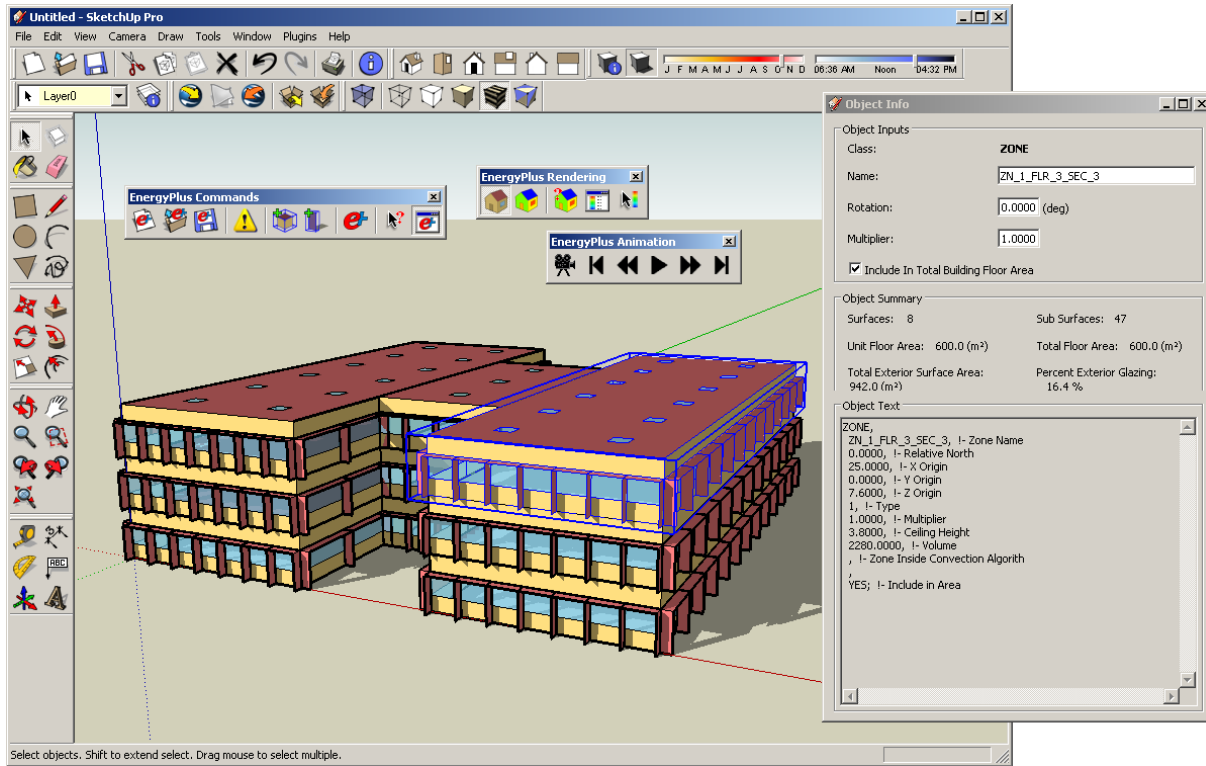 Untitled - SketchUp Pro
File Edit View Camera Draw Tools Window Plugins Help
J F M A M J J A S O N D 06:36 AM Noon 04:32 PM
Layer0
EnergyPlus Commands
EnergyPlus Rendering
EnergyPlus Animation
ABC
Select objects. Shift to extend select. Drag mouse to select multiple.
Object Info
Object Inputs
Class: ZONE
Name: ZN_1_FLR_3_SEC_3
Rotation: 0.0000 (deg)
Multiplier: 1.0000
Include In Total Building Floor Area
Object Summary
Surfaces: 8 Sub Surfaces: 47
Unit Floor Area: 600.0 (m²) Total Floor Area: 600.0 (m²)
Total Exterior Surface Area: Percent Exterior Glazing:
942.0 (m²) 16.4 %
Object Text
ZONE,
ZN_1_FLR_3_SEC_3, !- Zone Name
0.0000, !- Relative North
25.0000, !- X Origin
0.0000, !- Y Origin
7.6000, !- Z Origin
1, !- Type
1.0000, !- Multiplier
3.8000, !- Ceiling Height
2280.0000, !- Volume
, !- Zone Inside Convection Algorith
,
YES; !- Include in Area